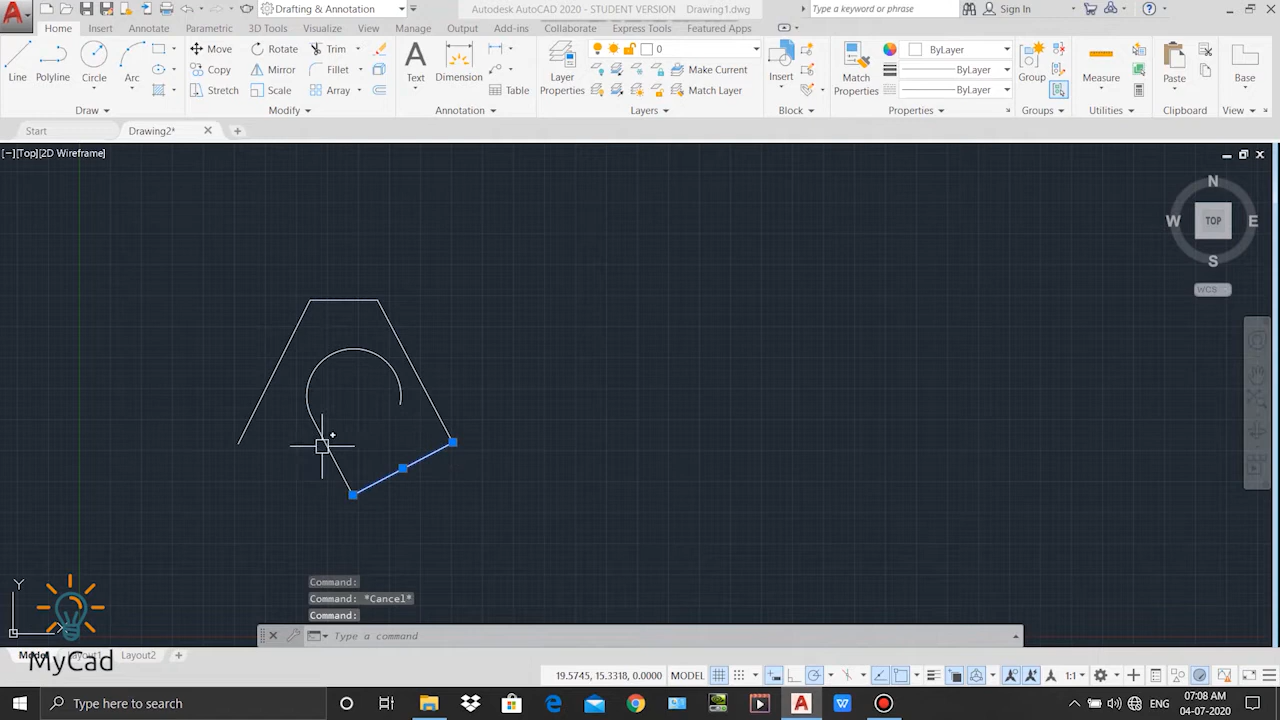 Drafting & Annotation
Autodesk AutoCAD 2020 - STUDENT VERSION Drawing1.dwg
Type here to search or phrase
Sign In
Home Insert Annotate Parametric 3D Tools Visualize View Manage Output Add-ins Collaborate Express Tools Featured Apps
Line Polyline Circle Arc
Draw
Move Rotate Trim
Copy Mirror Fillet
Stretch Scale Array
Modify
Text Dimension Table
Annotation
Layer Properties
0
Make Current
Match Layer
Layers
Insert
Block
Match Properties
ByLayer
ByLayer
ByLayer
Properties
Group
Groups
Measure
Utilities
Paste
Clipboard
Base
View
Start Drawing2*
[−][Top][2D Wireframe]
N
W TOP E
S
WCS
Y
Command:
Command: *Cancel*
Command:
Type a command
MyCad
Layout2
19.5745, 15.3318, 0.0000 MODEL
1:1
Type here to search
ENG
07:08 AM
04-07-2020